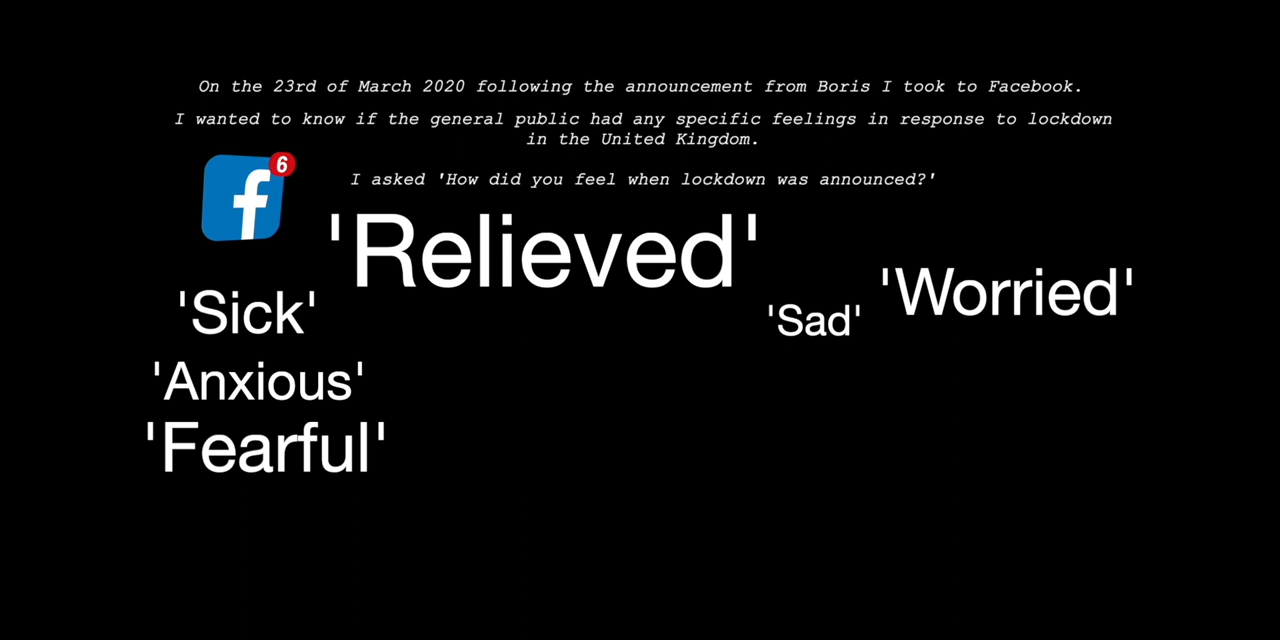 On the 23rd of March 2020 following the announcement from Boris I took to Facebook.
I wanted to know if the general public had any specific feelings in response to lockdown
in the United Kingdom.
6
f
I asked 'How did you feel when lockdown was announced?'
'Relieved'
'Worried'
'Sick'
'Sad'
'Anxious'
'Fearful'